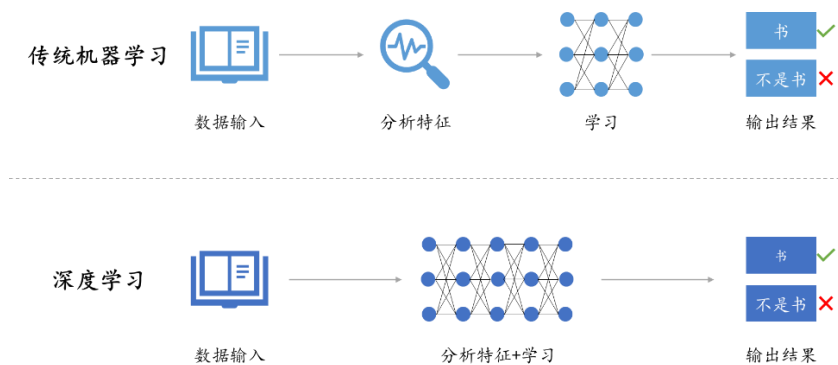 传统机器学习
数据输入
分析特征
学习
书
不是书
输出结果
深度学习
数据输入
分析特征+学习
书
不是书
输出结果